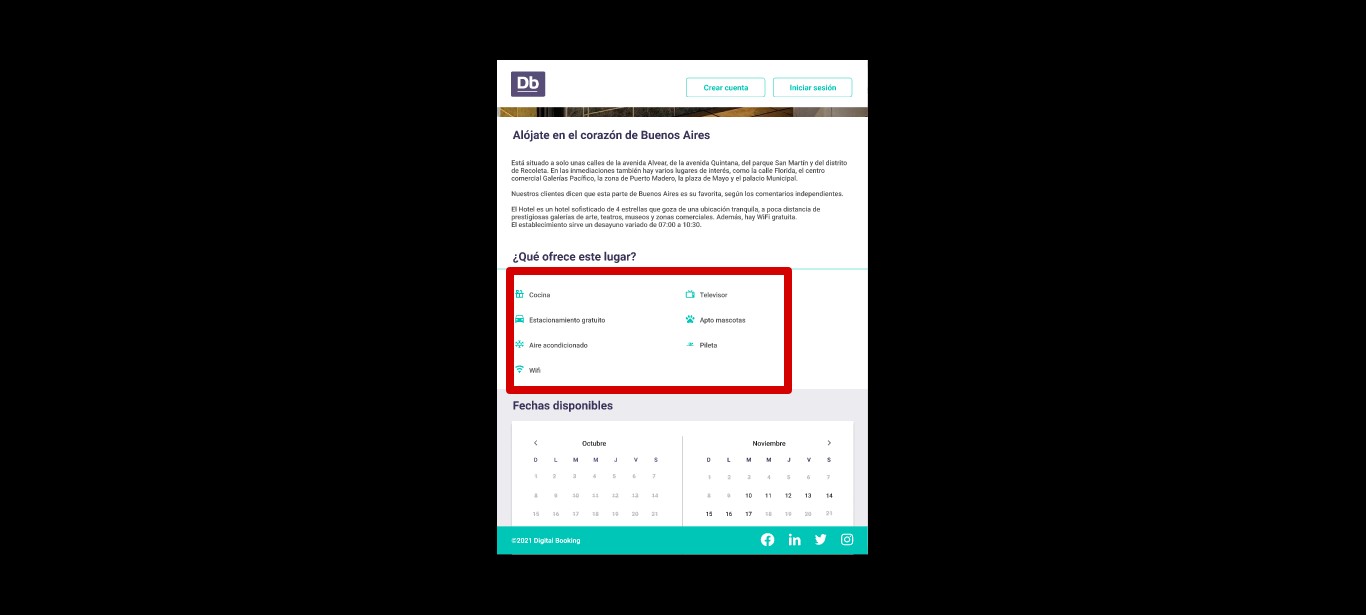 Db
Crear cuenta
Iniciar sesión
Alójate en el corazón de Buenos Aires
Está situado a solo unas calles de la avenida Alvear, de la avenida Quintana, del parque San Martín y del distrito
de Recoleta. En las inmediaciones también hay varios lugares de interés, como la calle Florida, el centro
comercial Galerías Pacífico, la zona de Puerto Madero, la plaza de Mayo y el palacio Municipal.
Nuestros clientes dicen que esta parte de Buenos Aires es su favorita, según los comentarios independientes.
El Hotel es un hotel sofisticado de 4 estrellas que goza de una ubicación tranquila, a poca distancia de
prestigiosas galerías de arte, teatros, museos y zonas comerciales. Además, hay WiFi gratuita.
El establecimiento sirve un desayuno variado de 07:00 a 10:30.
¿Qué ofrece este lugar?
Cocina
Televisor
Estacionamiento gratuito
Apto mascotas
Aire acondicionado
Pileta
Wifi
Fechas disponibles
Octubre
D L M M J V S
1 2 3 4 5 6 7
8 9 10 11 12 13 14
15 16 17 18 19 20 21
Noviembre
D L M M J V S
1 2 3 4 5 6 7
8 9 10 11 12 13 14
15 16 17 18 19 20 21
©2021 Digital Booking